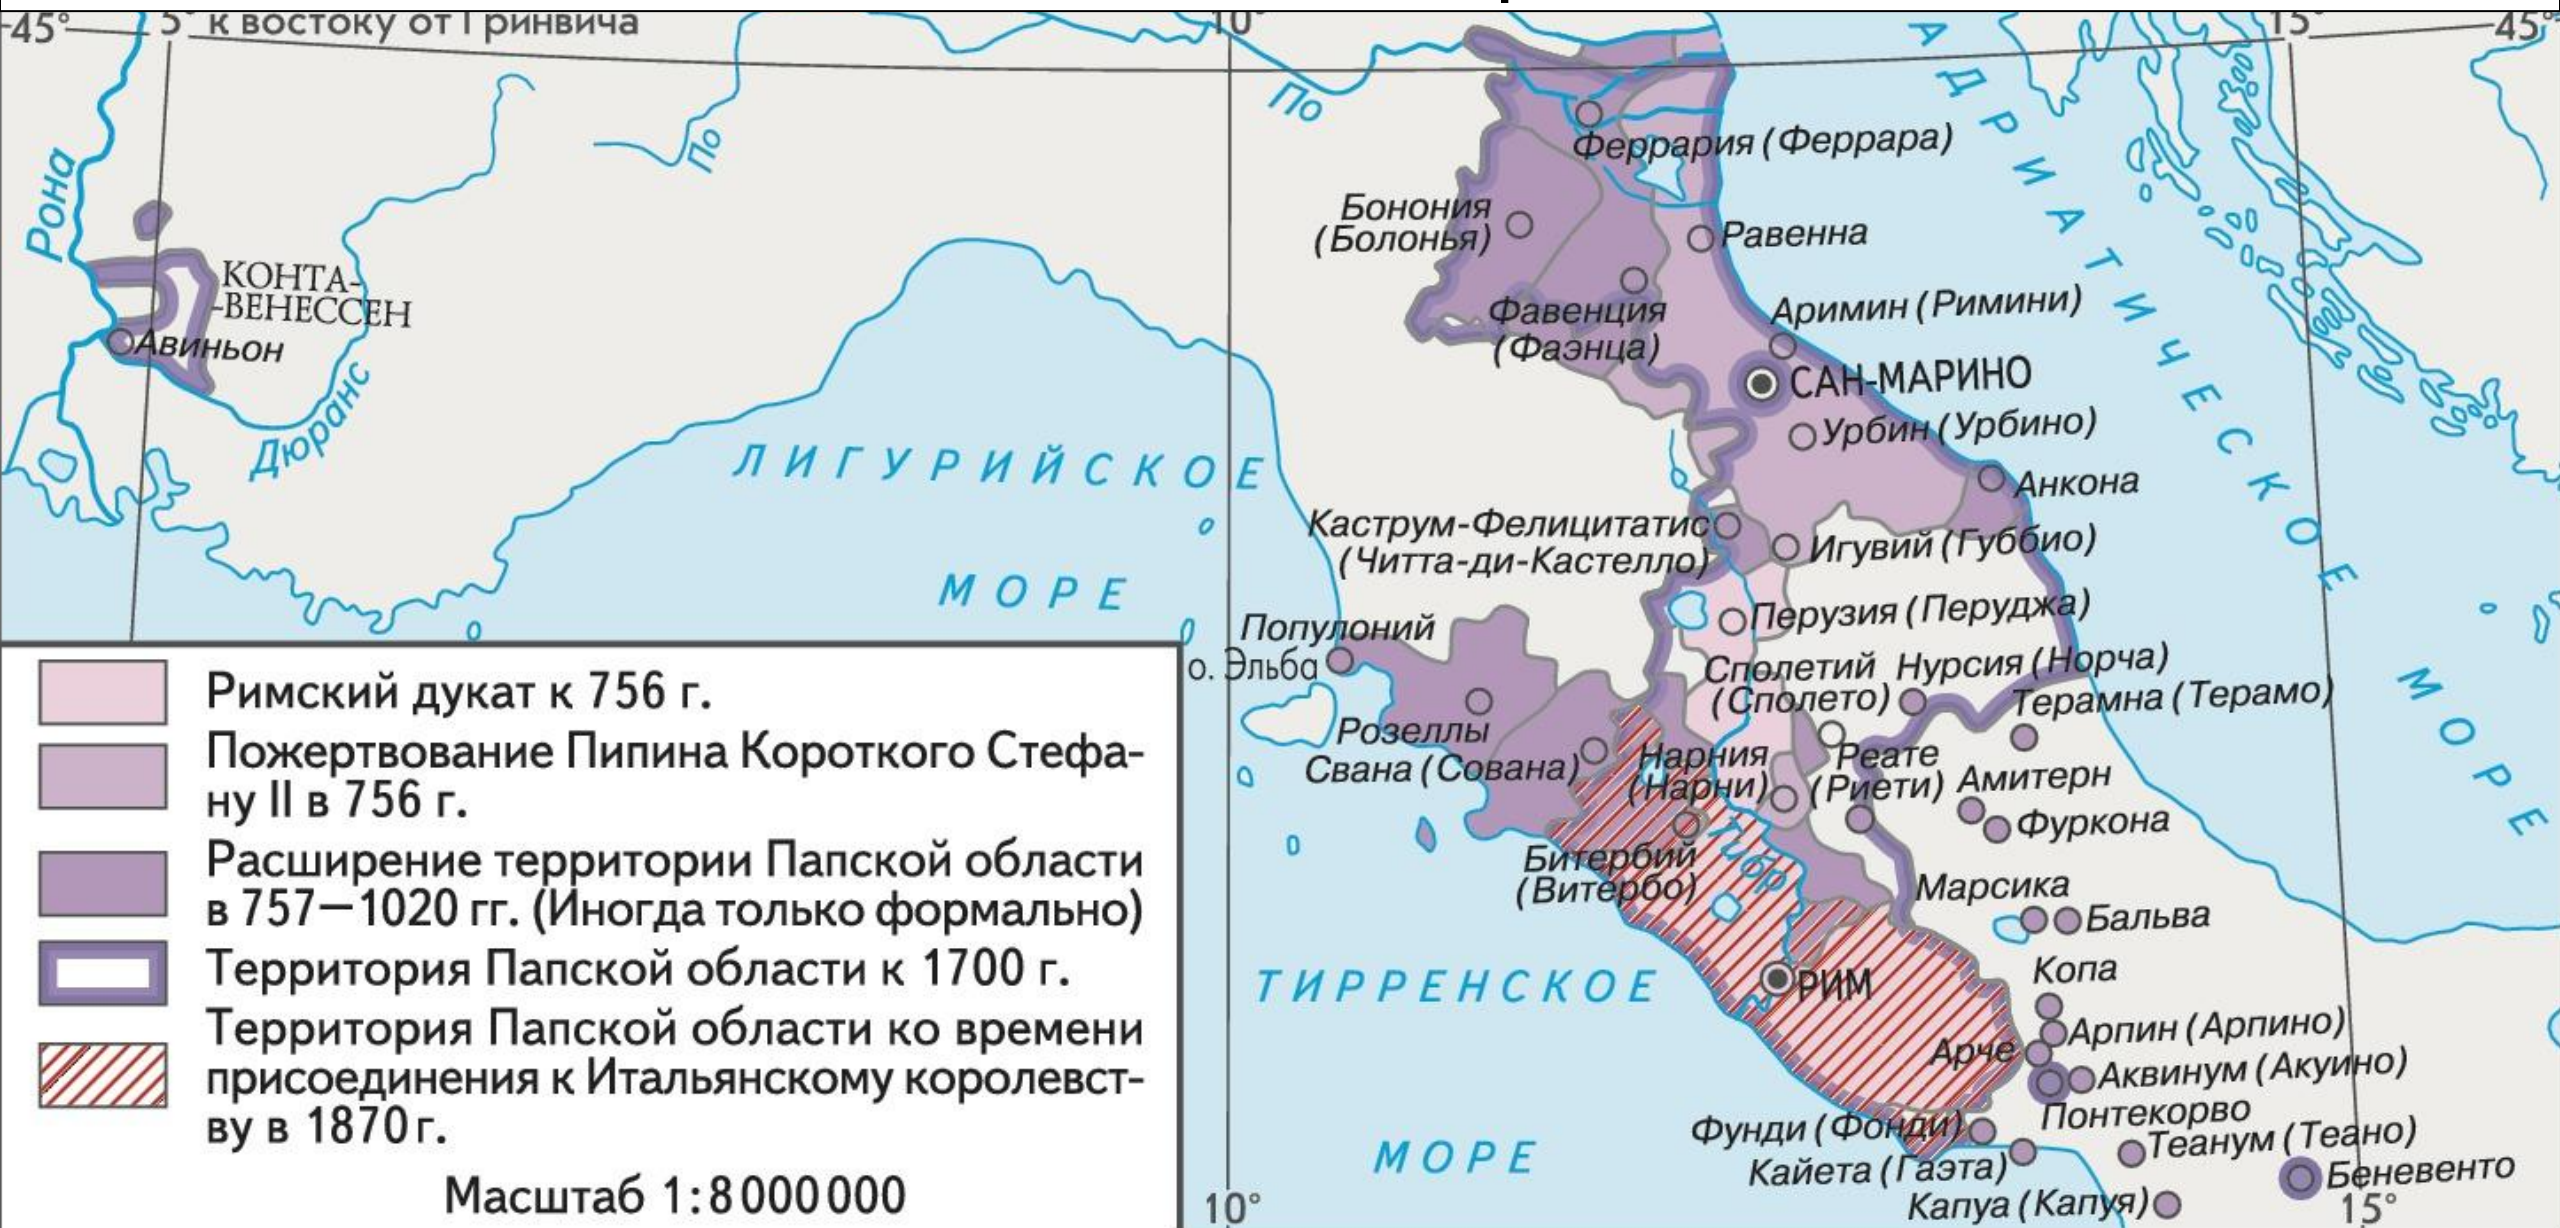 45°
5° к востоку от Гринвича
10°
15°
45°
Рона
По
По
АДРИАТИЧЕСКОЕ
МОРЕ
Феррария (Феррара)
Бонония
(Болонья)
Равенна
КОНТА-
-ВЕНЕССЕН
Авиньон
Дюранс
Фавенция
(Фаэнца)
Аримин (Римини)
САН-МАРИНО
Урбин (Урбино)
ЛИГУРИЙСКОЕ
МОРЕ
Анкона
Каструм-Фелицитатис
(Читта-ди-Кастелло)
Игувий (Губбио)
Популоний
о. Эльба
Перузия (Перуджа)
Сполетий
(Сполето)
Нурсия (Норча)
Терамна (Терамо)
Розеллы
Свана (Сована)
Нарния
(Нарни)
Реате
(Риети)
Амитерн
Фуркона
Битербий
(Витербо)
Тибр
Марсика
Бальва
ТИРРЕНСКОЕ
МОРЕ
РИМ
Копа
Арпин (Арпино)
Арче
Аквинум (Акуино)
Понтекорво
Фунди (Фонди)
Теанум (Теано)
Кайета (Гаэта)
Беневенто
Капуа (Капуя)
10°
15°
Римский дукат к 756 г.
Пожертвование Пипина Короткого Стефа-
ну II в 756 г.
Расширение территории Папской области
в 757—1020 гг. (Иногда только формально)
Территория Папской области к 1700 г.
Территория Папской области ко времени
присоединения к Итальянскому королевст-
ву в 1870 г.
Масштаб 1:8 000 000